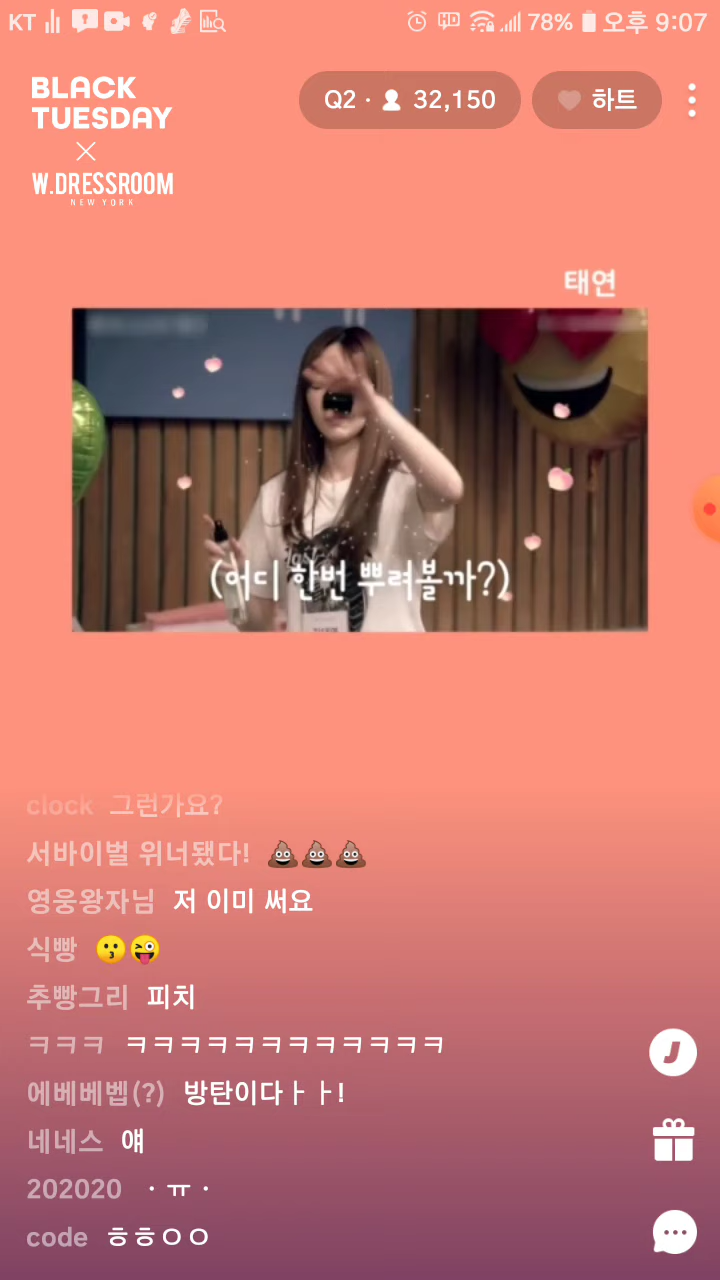 KT 78% 오후 9:07
BLACK
TUESDAY
Q2 · 32,150
하트
W.DRESSROOM
NEW YORK
태연
(어디 한번 뿌려볼까?)
clock 그런가요?
서바이벌 위너됐다! 💩💩💩
영웅왕자님 저 이미 써요
식빵 😗😜
추빵그리 피치
ㅋㅋㅋ ㅋㅋㅋㅋㅋㅋㅋㅋㅋㅋㅋㅋ
에베베벱(?) 방탄이다ㅏㅏ!
네네스 얘
202020 ·ㅠ·
code ㅎㅎㅇㅇ